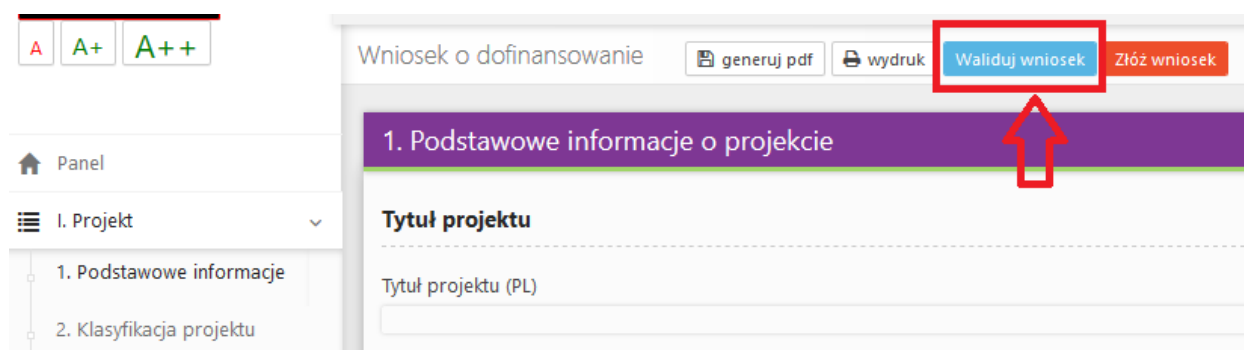 A A+ A++
Wniosek o dofinansowanie generuj pdf wydruk Waliduj wniosek Złóż wniosek
1. Podstawowe informacje o projekcie
Panel
I. Projekt
Tytuł projektu
1. Podstawowe informacje
Tytuł projektu (PL)
2. Klasyfikacja projektu